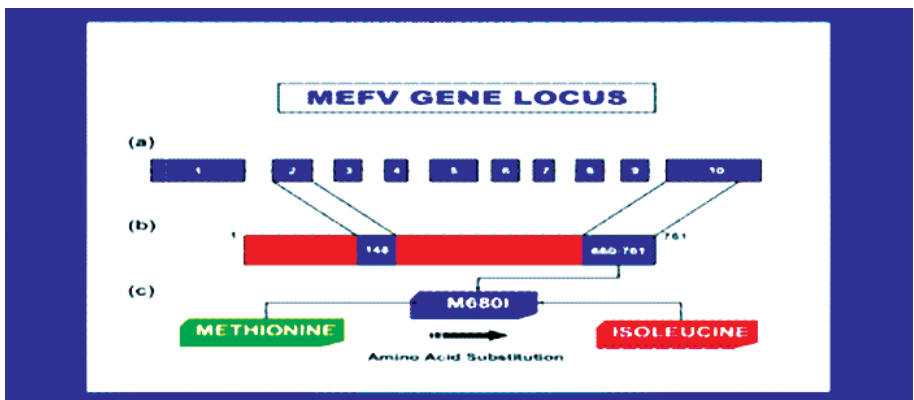 MEFV GENE LOCUS
(a)
1 2 3 4 5 6 7 8 9 10
(b)
1 148 680-761 761
(c)
M680I
METHIONINE ISOLEUCINE
Amino Acid Substitution